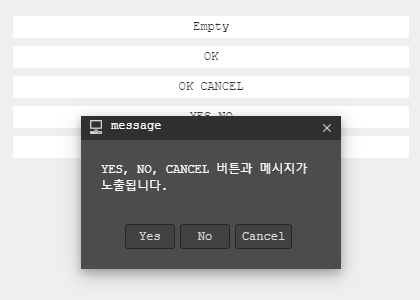 Empty
OK
OK CANCEL
YES NO
message
YES, NO, CANCEL 버튼과 메시지가
노출됩니다.
Yes
No
Cancel